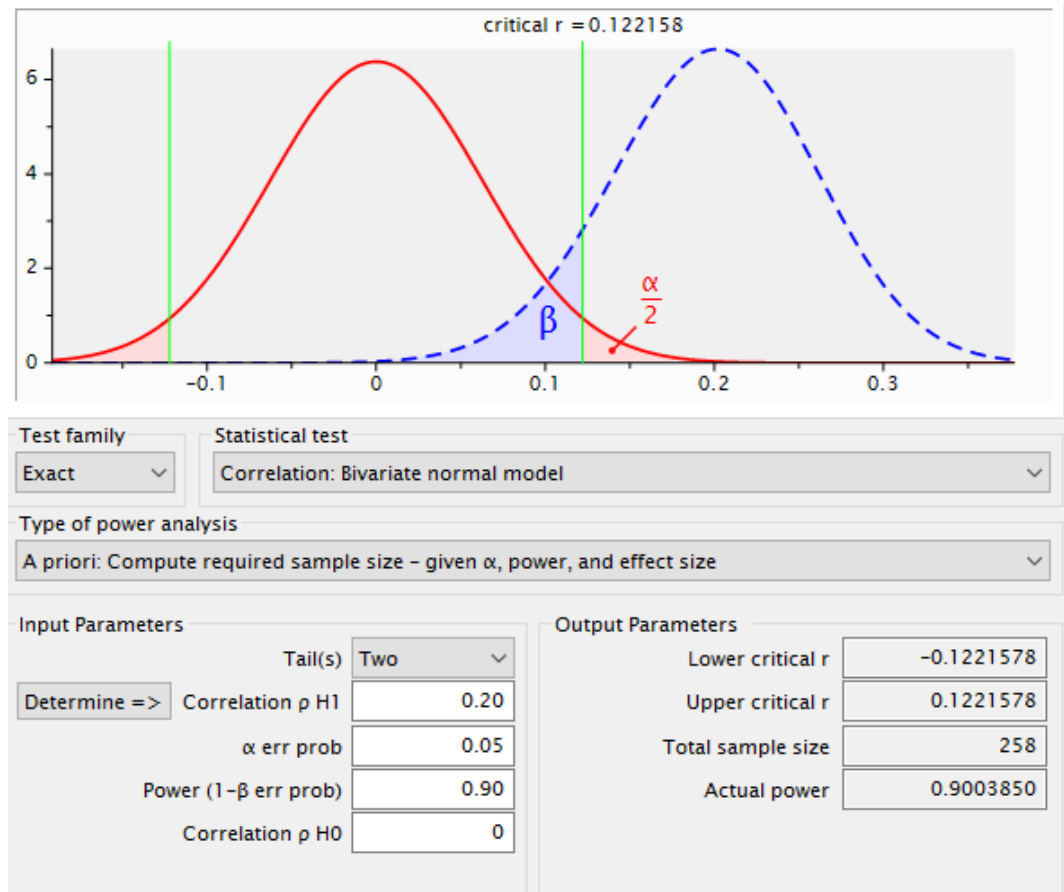 critical r = 0.122158
6
4
2
0
β
α
2
-0.1
0
0.1
0.2
0.3
Test family
Statistical test
Exact
Correlation: Bivariate normal model
Type of power analysis
A priori: Compute required sample size – given α, power, and effect size
Input Parameters
Tail(s) Two
Determine => Correlation ρ H1 0.20
α err prob 0.05
Power (1-β err prob) 0.90
Correlation ρ H0 0
Output Parameters
Lower critical r -0.1221578
Upper critical r 0.1221578
Total sample size 258
Actual power 0.9003850